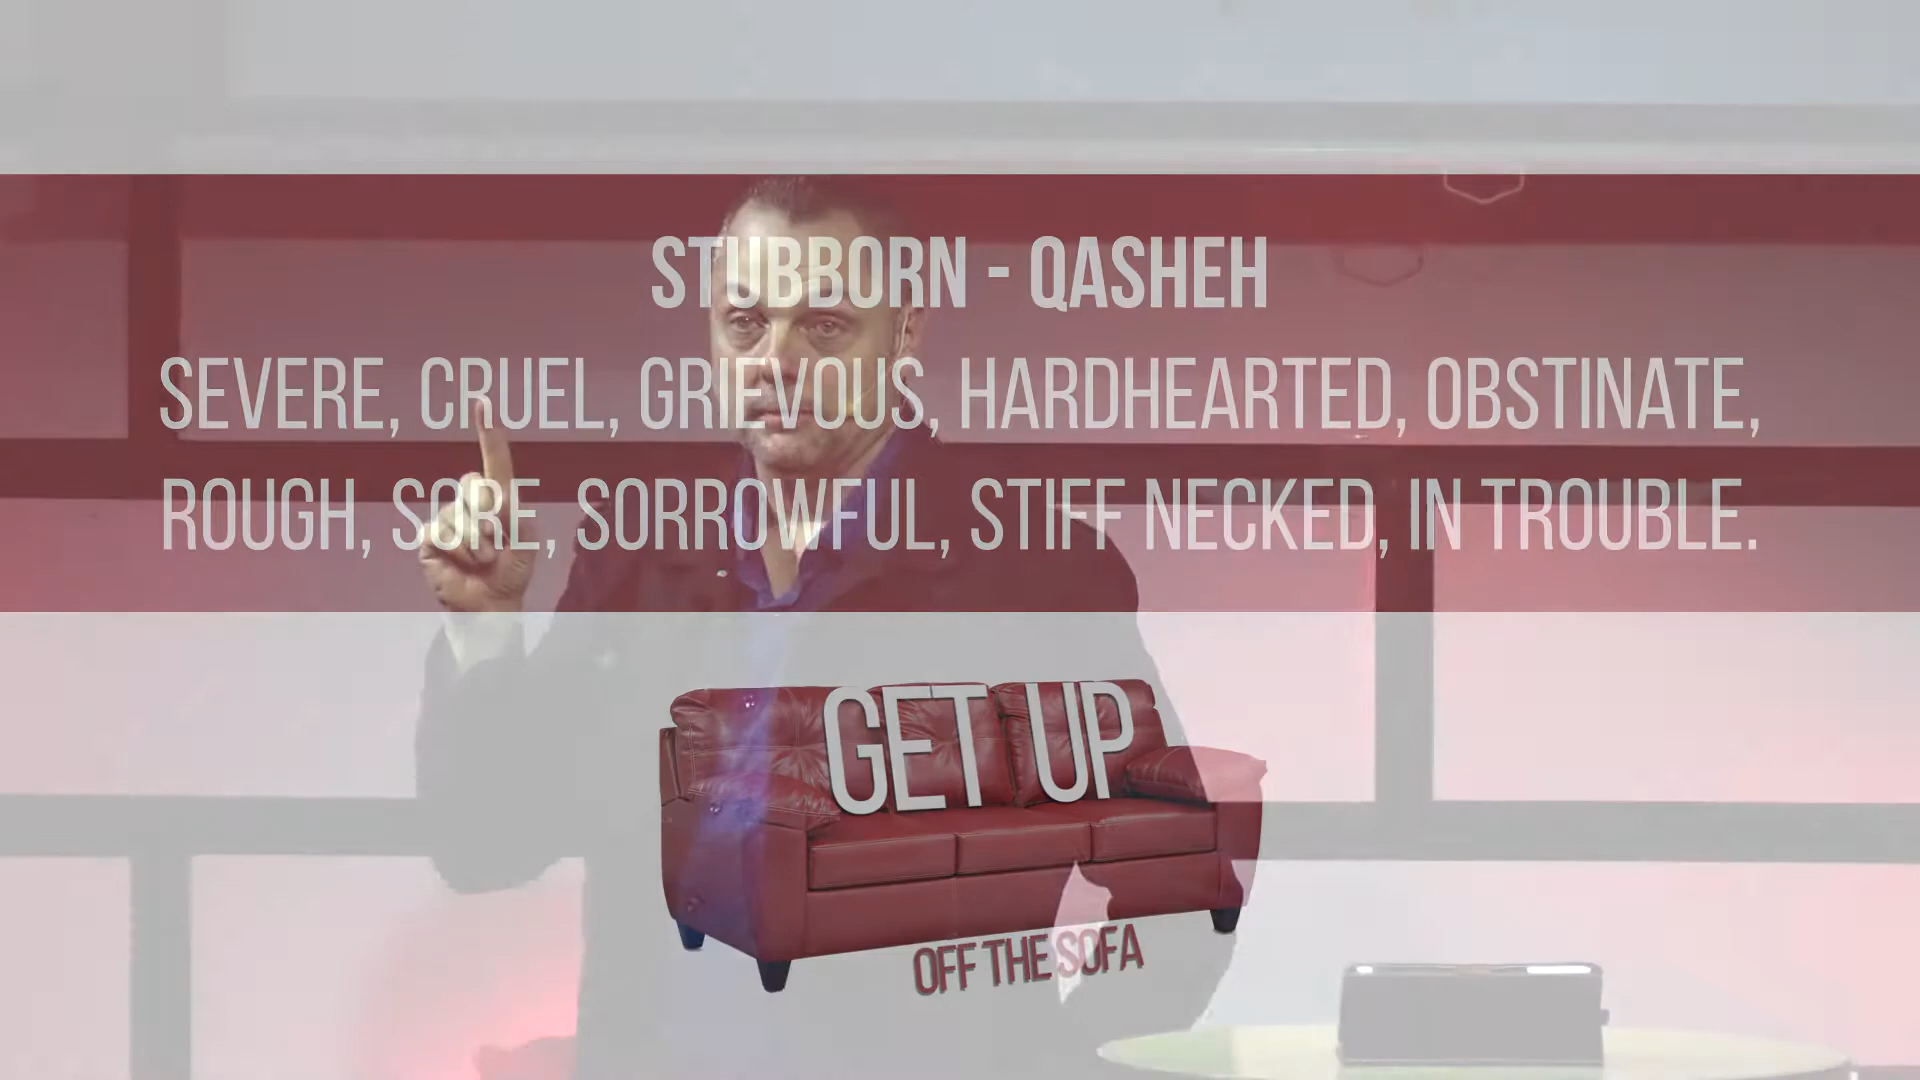 STUBBORN - QASHEH
SEVERE, CRUEL, GRIEVOUS, HARDHEARTED, OBSTINATE,
ROUGH, SORE, SORROWFUL, STIFF NECKED, IN TROUBLE.
GET UP
OFF THE SOFA